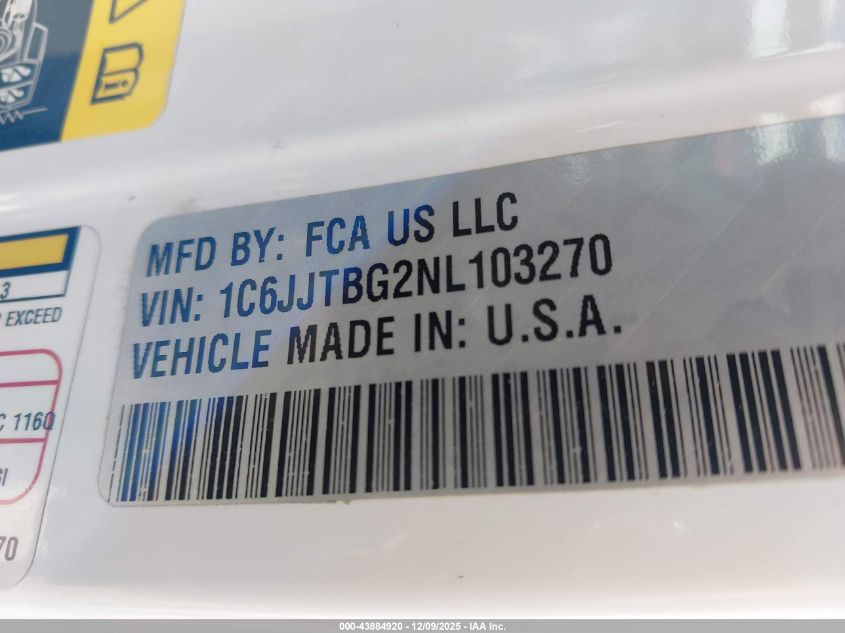 MFD BY: FCA US LLC
VIN: 1C6JJTBG2NL103270
VEHICLE MADE IN: U.S.A.
3
EXCEED
C 116Q
70
000-43884920 - 12/09/2025 - IAA Inc.